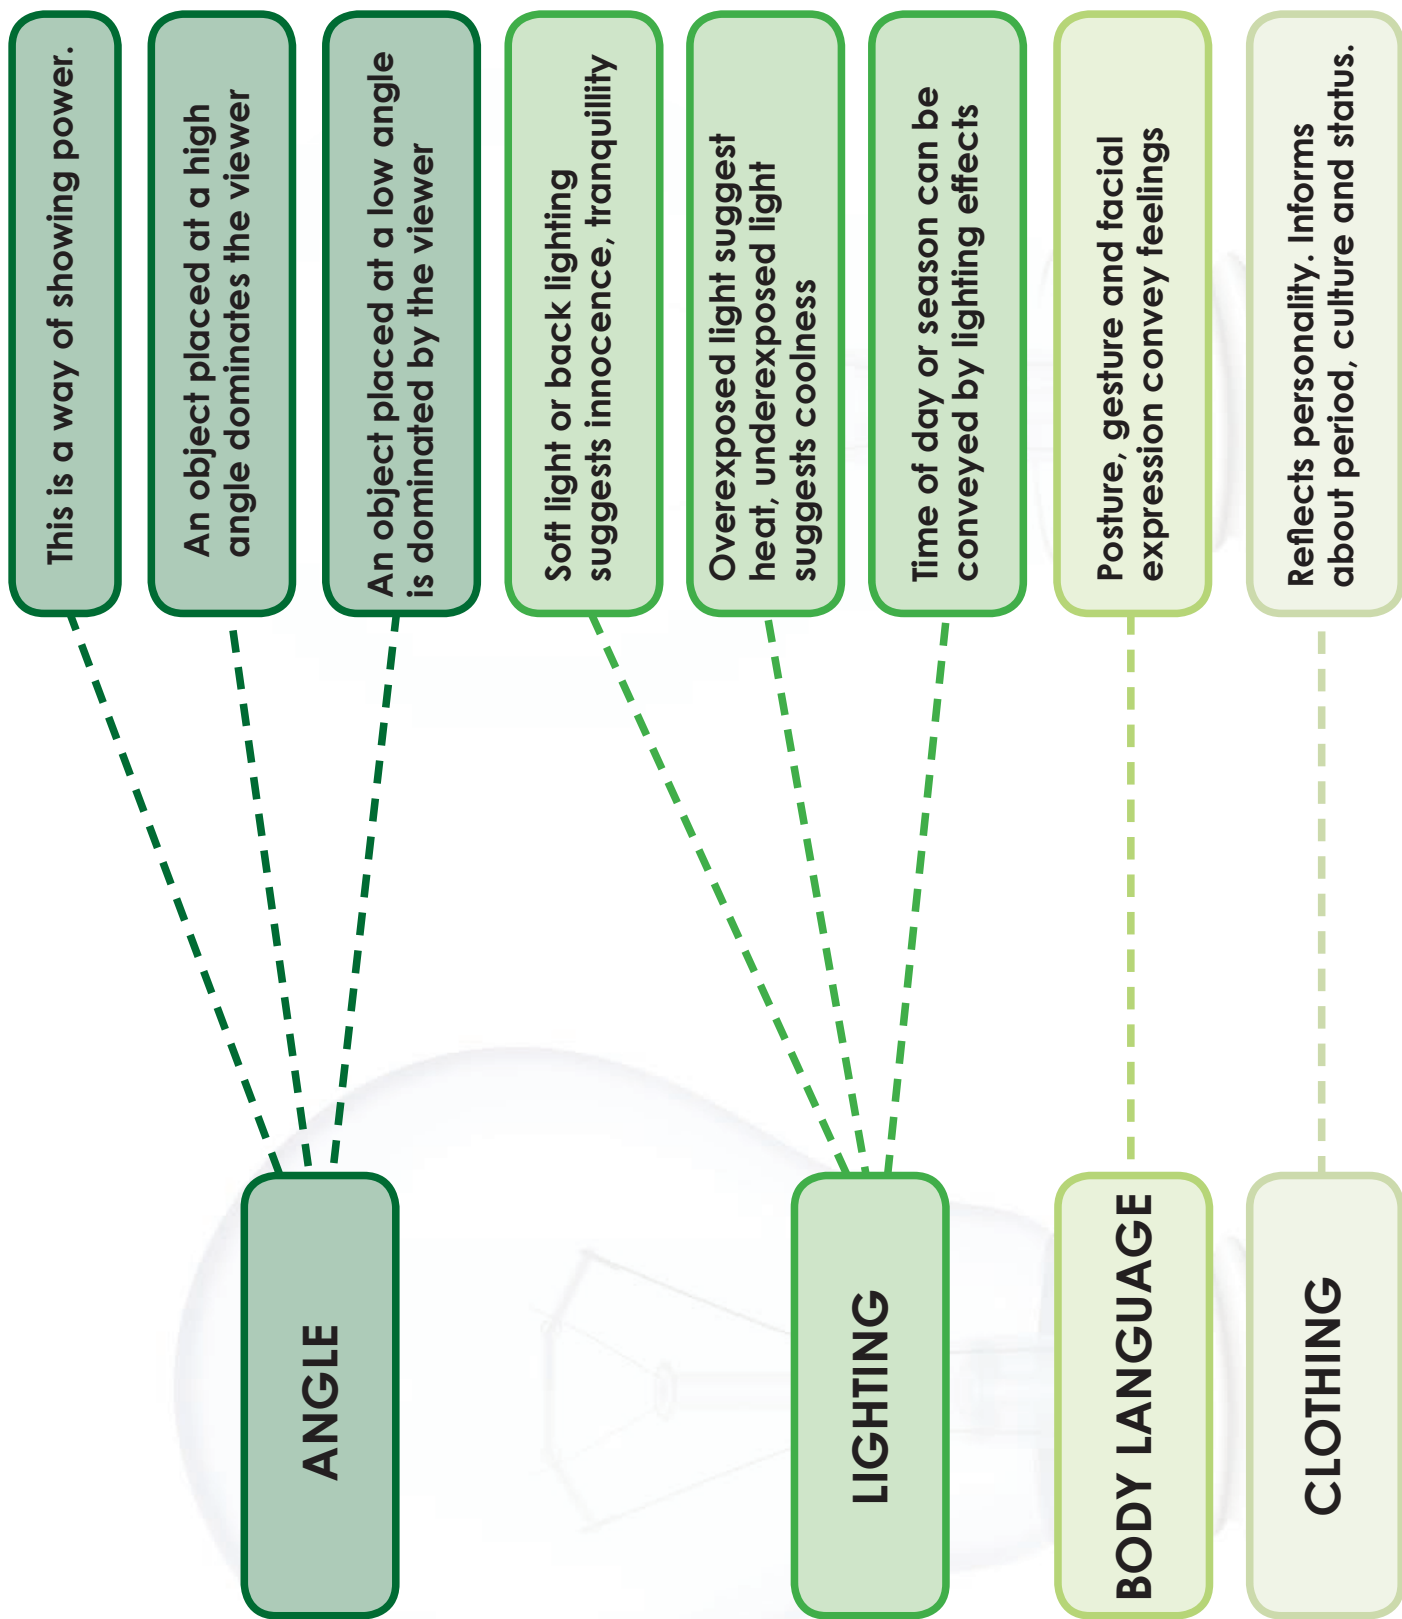 ANGLE
This is a way of showing power.
An object placed at a high
angle dominates the viewer
An object placed at a low angle
is dominated by the viewer
LIGHTING
Soft light or back lighting
suggests innocence, tranquillity
Overexposed light suggest
heat, underexposed light
suggests coolness
Time of day or season can be
conveyed by lighting effects
BODY LANGUAGE
Posture, gesture and facial
expression convey feelings
CLOTHING
Reflects personality. Informs
about period, culture and status.